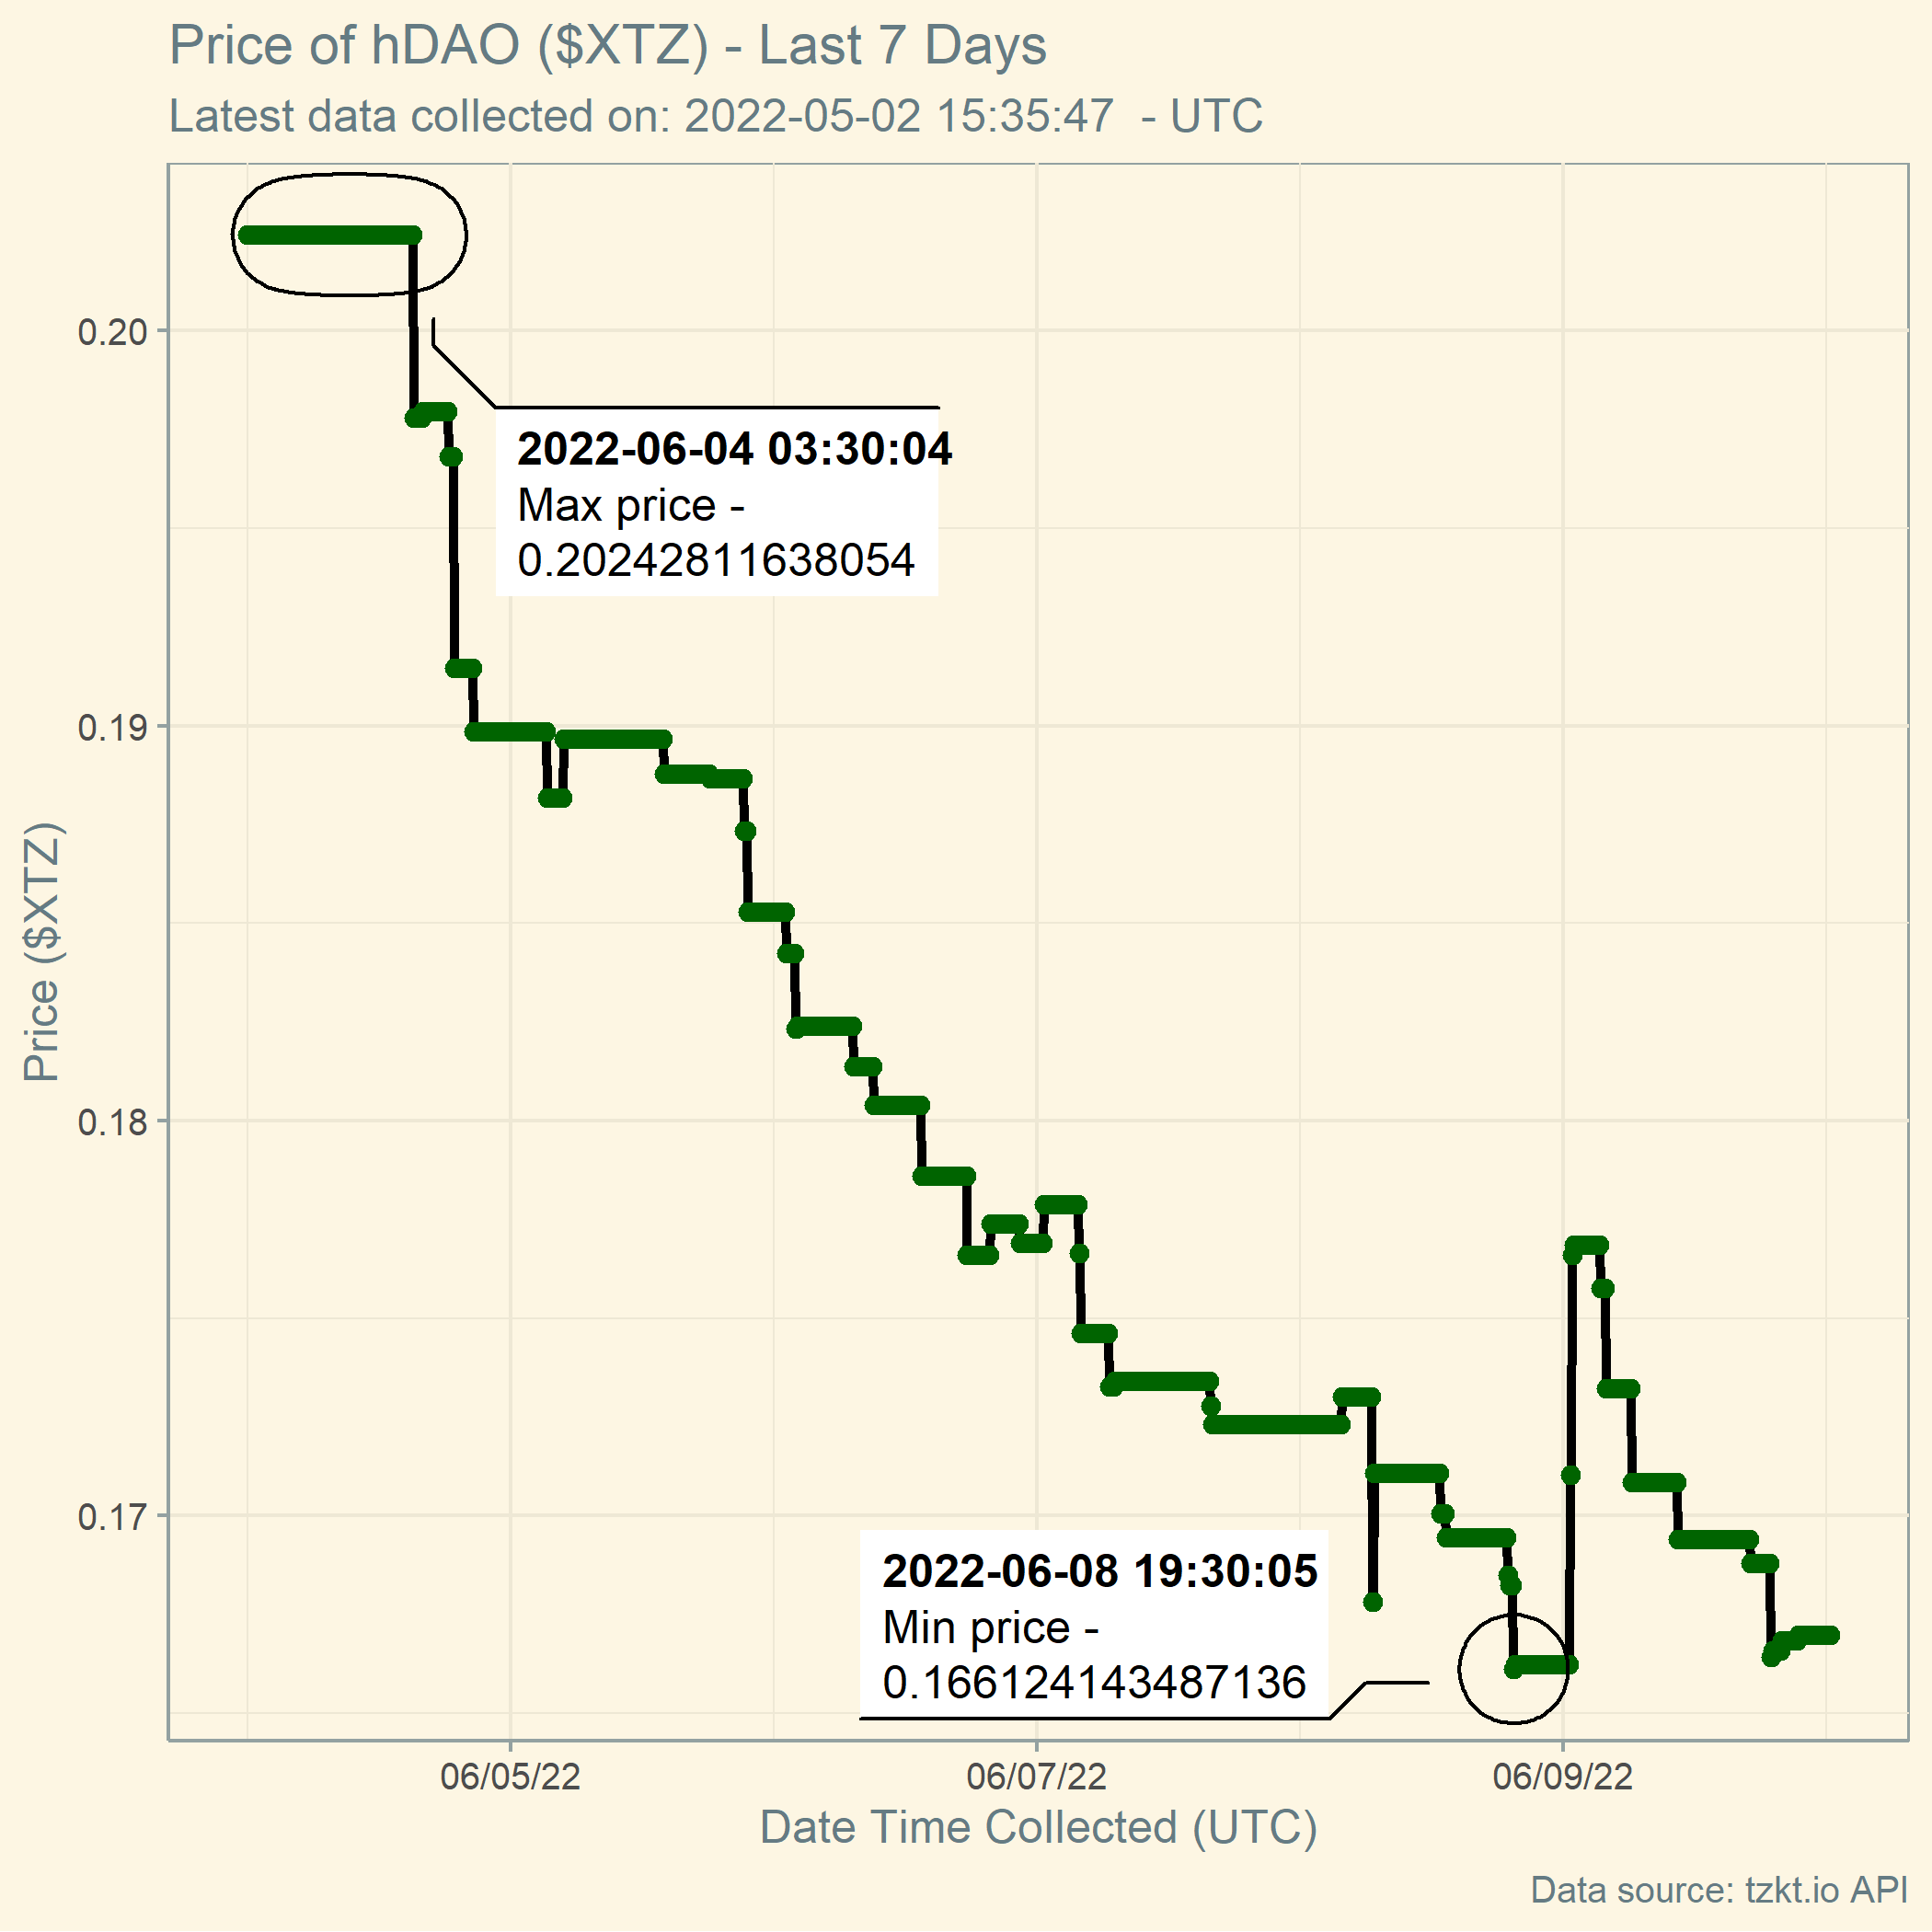 Price of hDAO ($XTZ) - Last 7 Days
Latest data collected on: 2022-05-02 15:35:47  - UTC
0.20
2022-06-04 03:30:04
Max price -
0.20242811638054
0.19
Price ($XTZ)
0.18
0.17
2022-06-08 19:30:05
Min price -
0.166124143487136
06/05/22
06/07/22
06/09/22
Date Time Collected (UTC)
Data source: tzkt.io API